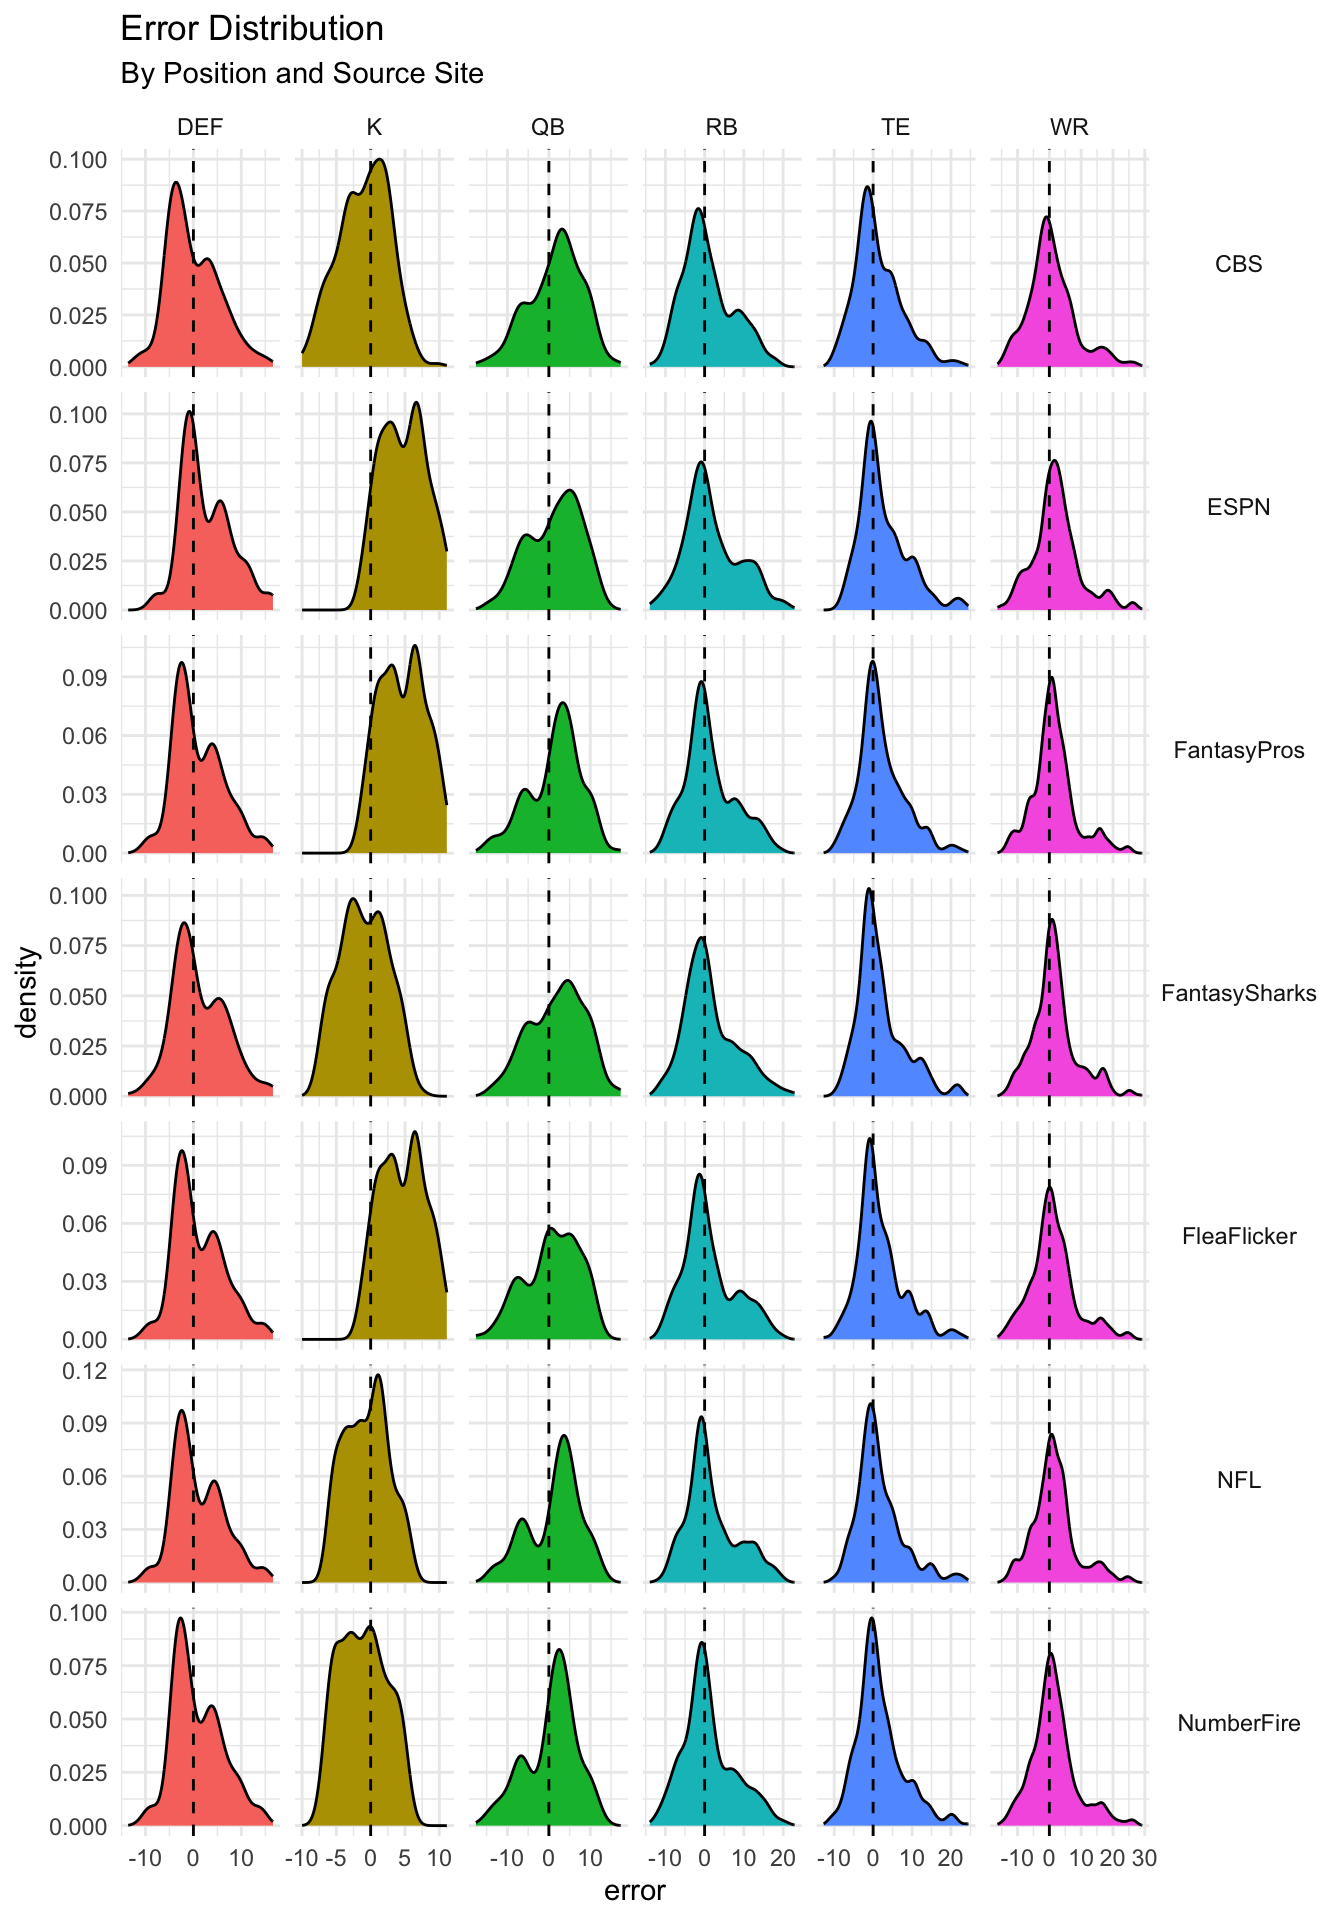 Error Distribution
By Position and Source Site
DEF K QB RB TE WR
0.100
0.075
0.050
0.025
0.000
CBS
0.100
0.075
0.050
0.025
0.000
ESPN
0.09
0.06
0.03
0.00
FantasyPros
0.100
0.075
0.050
0.025
0.000
FantasySharks
density
0.09
0.06
0.03
0.00
FleaFlicker
0.12
0.09
0.06
0.03
0.00
NFL
0.100
0.075
0.050
0.025
0.000
NumberFire
-10 0 10 -10 -5 0 5 10 -10 0 10 -10 0 10 20 -10 0 10 20 -10 0 10 20 30
error